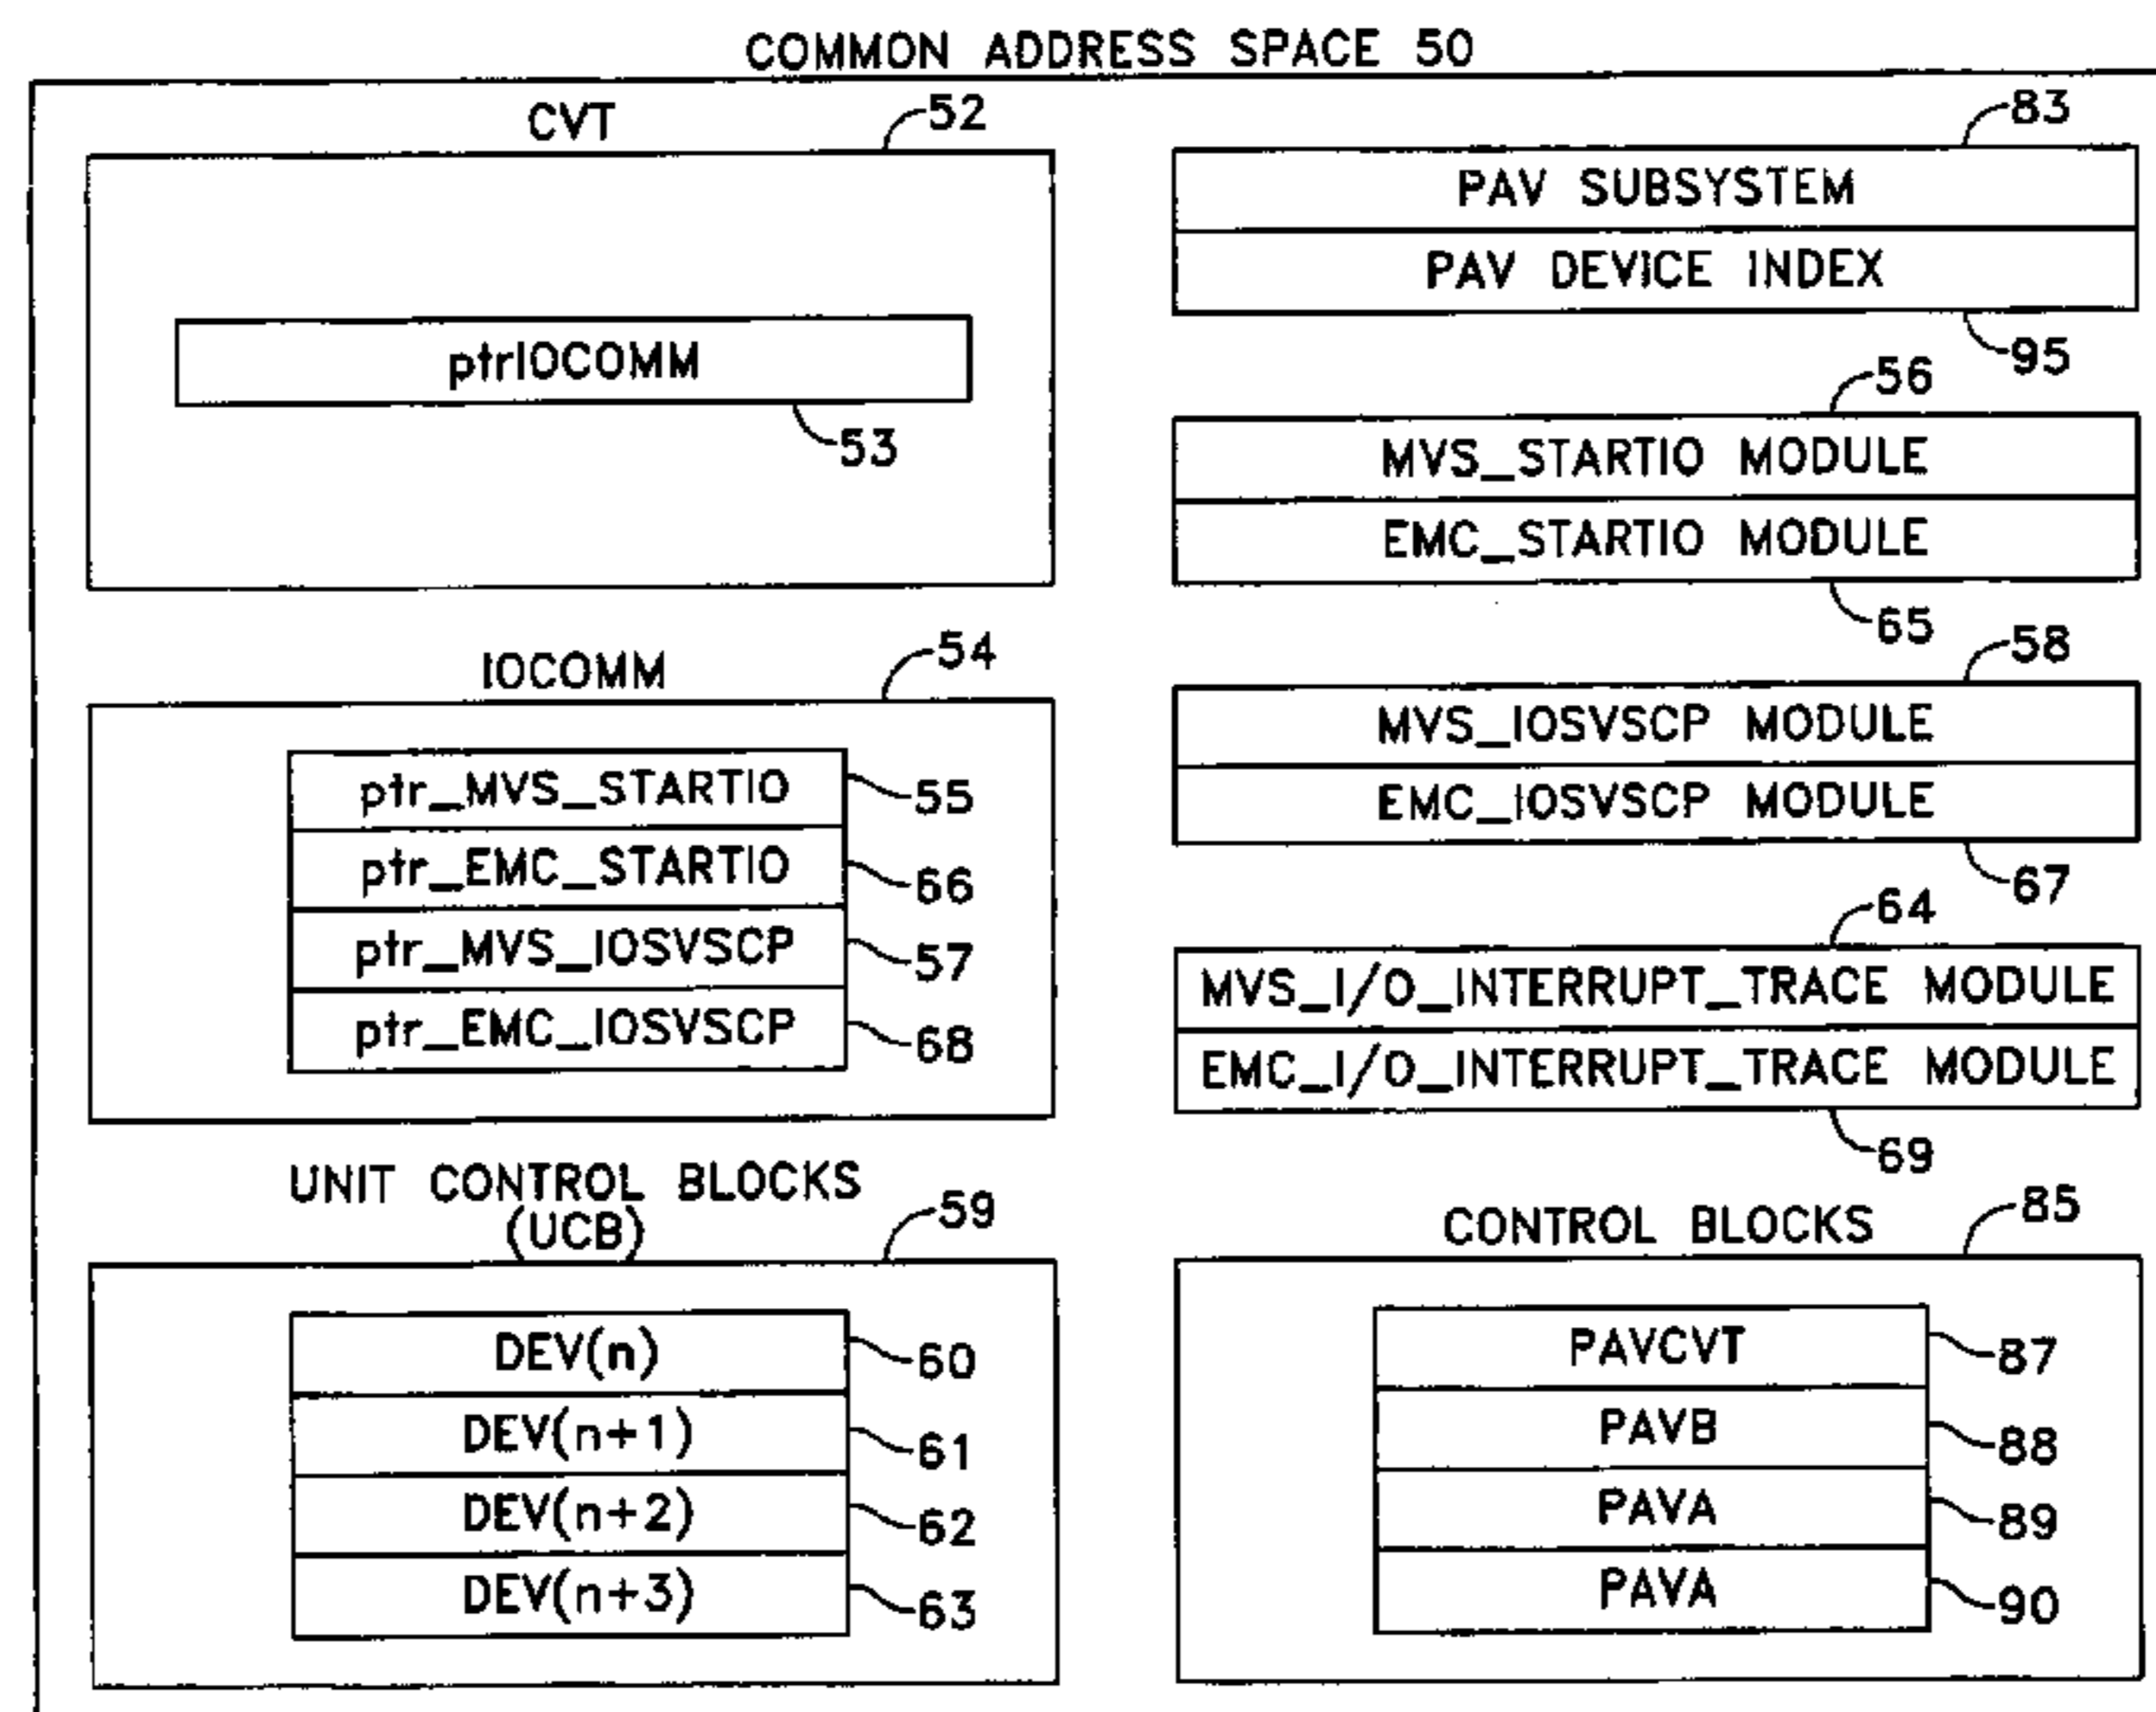 COMMON ADDRESS SPACE 50
CVT
52
ptrIOCOMM
53
IOCOMM
54
ptr_MVS_STARTIO
55
ptr_EMC_STARTIO
66
ptr_MVS_IOSVSCP
57
ptr_EMC_IOSVSCP
68
UNIT CONTROL BLOCKS
(UCB)
59
DEV(n)
60
DEV(n+1)
61
DEV(n+2)
62
DEV(n+3)
63
83
PAV SUBSYSTEM
PAV DEVICE INDEX
95
56
MVS_STARTIO MODULE
EMC_STARTIO MODULE
65
58
MVS_IOSVSCP MODULE
EMC_IOSVSCP MODULE
67
64
MVS_I/O_INTERRUPT_TRACE MODULE
EMC_I/O_INTERRUPT_TRACE MODULE
69
CONTROL BLOCKS
85
PAVCVT
87
PAVB
88
PAVA
89
PAVA
90